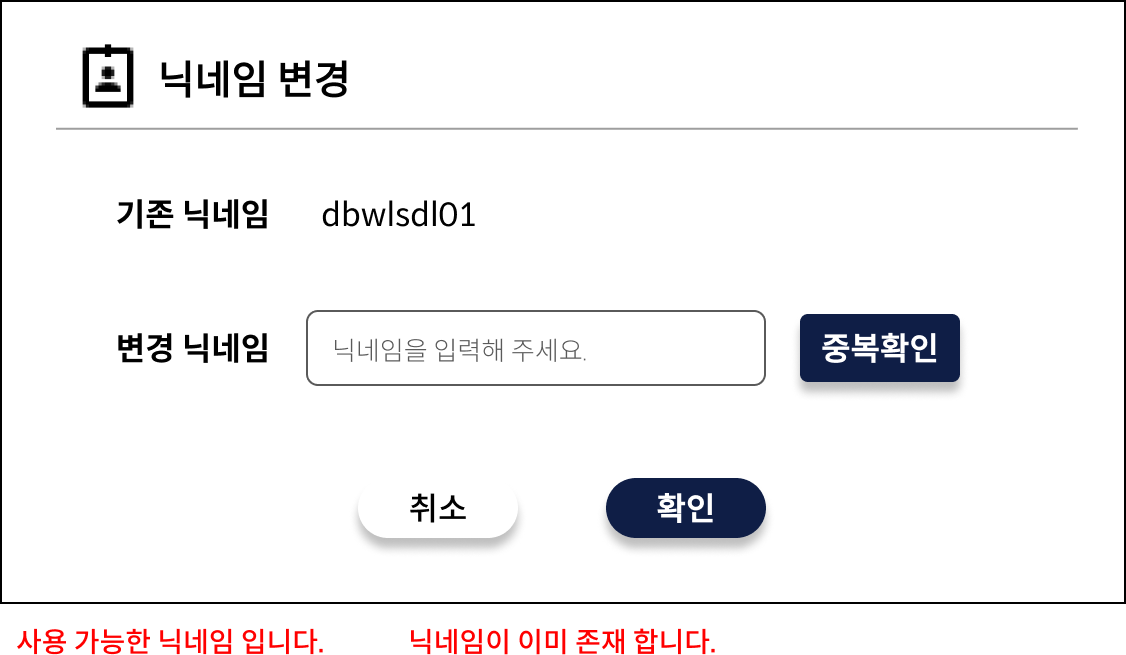 닉네임 변경
기존 닉네임 dbwlsdl01
변경 닉네임 닉네임을 입력해 주세요. 중복확인
취소 확인
사용 가능한 닉네임 입니다. 닉네임이 이미 존재 합니다.